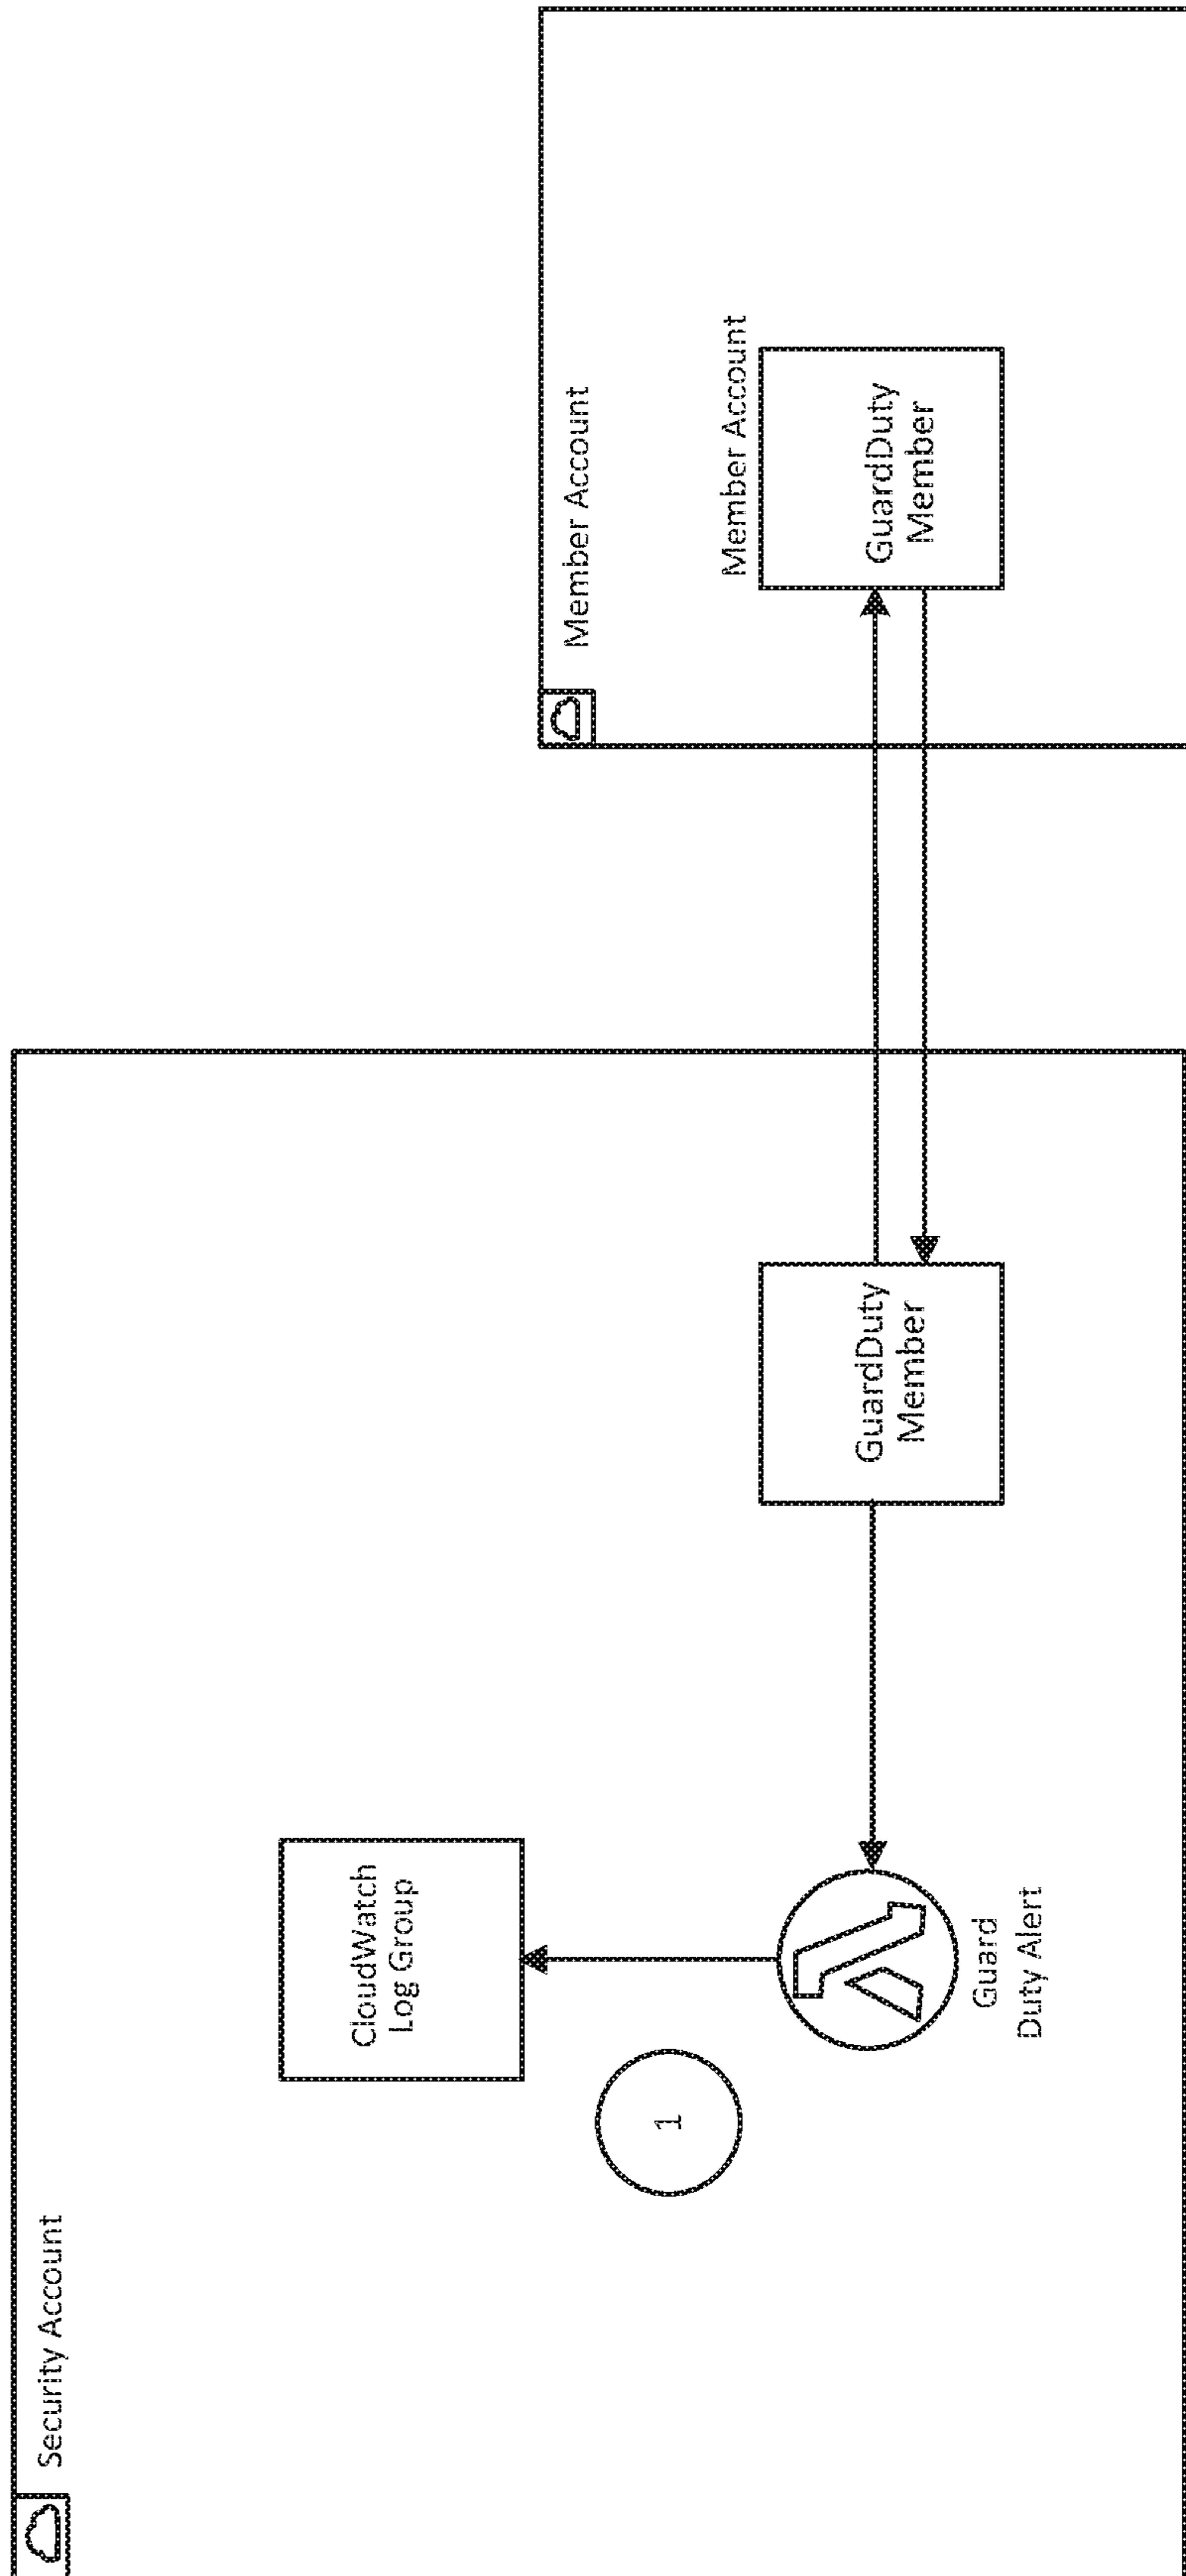 Security Account
CloudWatch
Log Group
1
Guard
Duty Alert
GuardDuty
Member
Member Account
Member Account
GuardDuty
Member